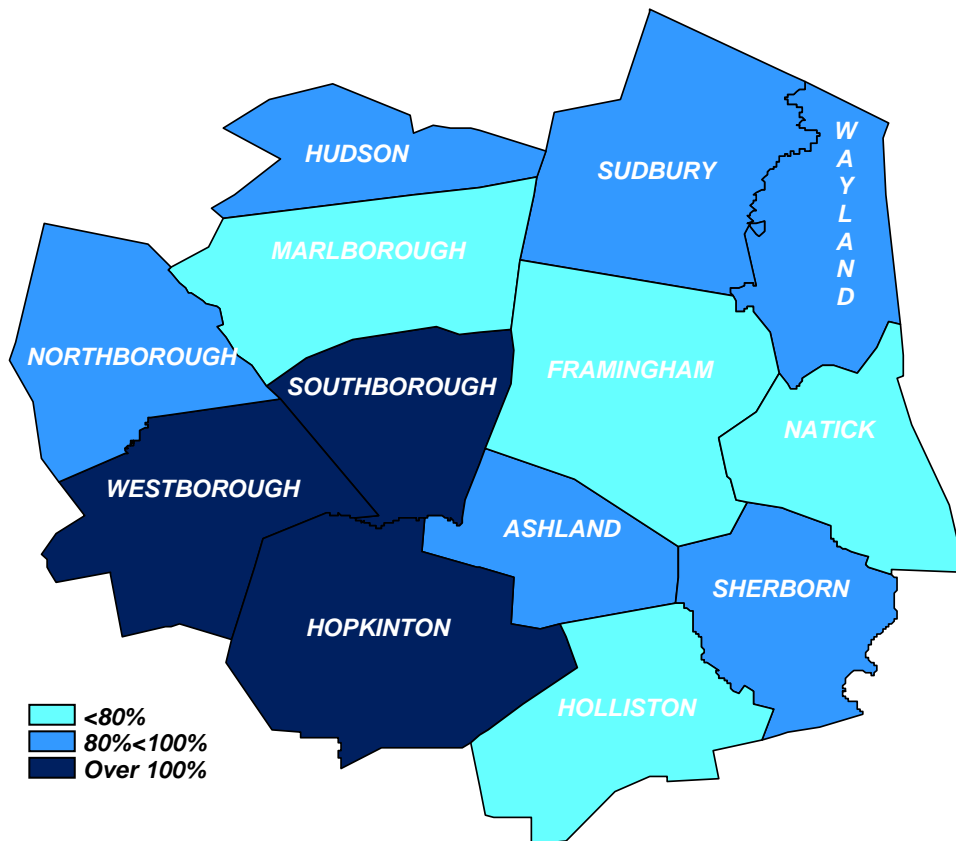 HUDSON
SUDBURY
WAYLAND
MARLBOROUGH
NORTHBOROUGH
SOUTHBOROUGH
FRAMINGHAM
NATICK
WESTBOROUGH
ASHLAND
SHERBORN
HOPKINTON
HOLLISTON
<80%
80%<100%
Over 100%